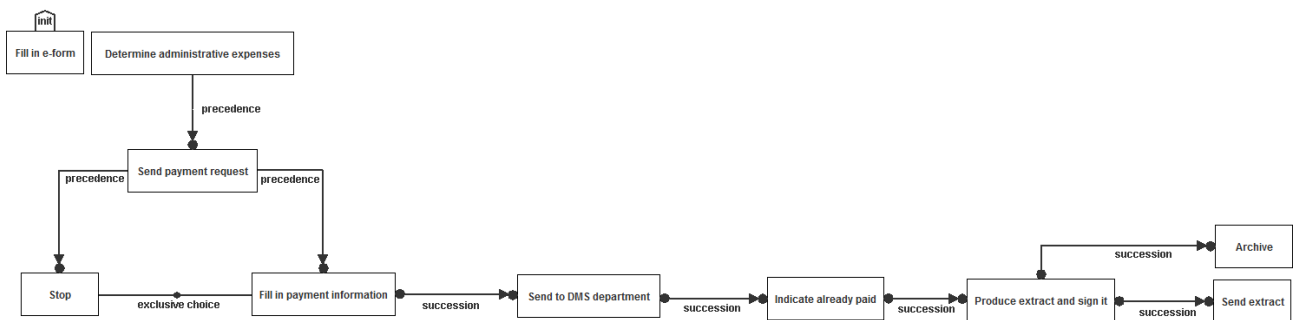 init
Fill in e-form
Determine administrative expenses
precedence
Send payment request
precedence
precedence
Stop
exclusive choice
Fill in payment information
succession
Send to DMS department
succession
Indicate already paid
succession
Produce extract and sign it
succession
Archive
succession
Send extract